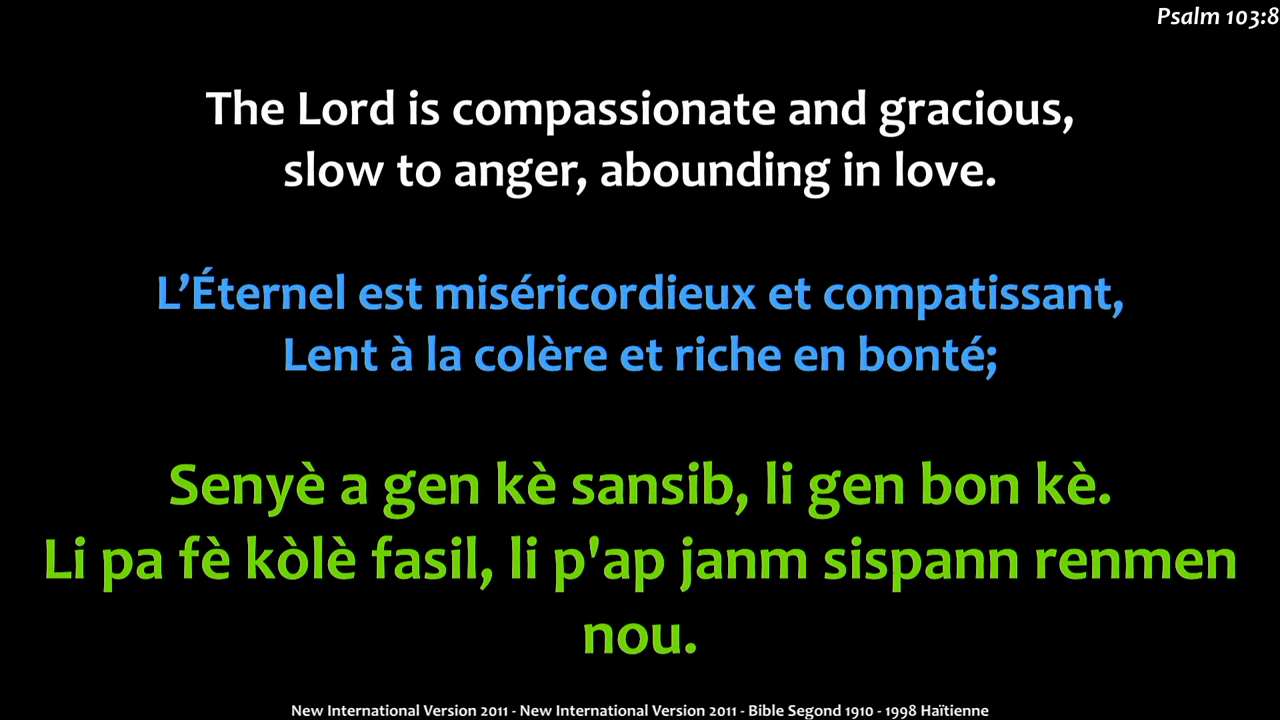 Psalm 103:8
The Lord is compassionate and gracious,
slow to anger, abounding in love.
L’Éternel est miséricordieux et compatissant,
Lent à la colère et riche en bonté;
Senyè a gen kè sansib, li gen bon kè.
Li pa fè kòlè fasil, li p'ap janm sispann renmen
nou.
New International Version 2011 - New International Version 2011 - Bible Segond 1910 - 1998 Haïtienne